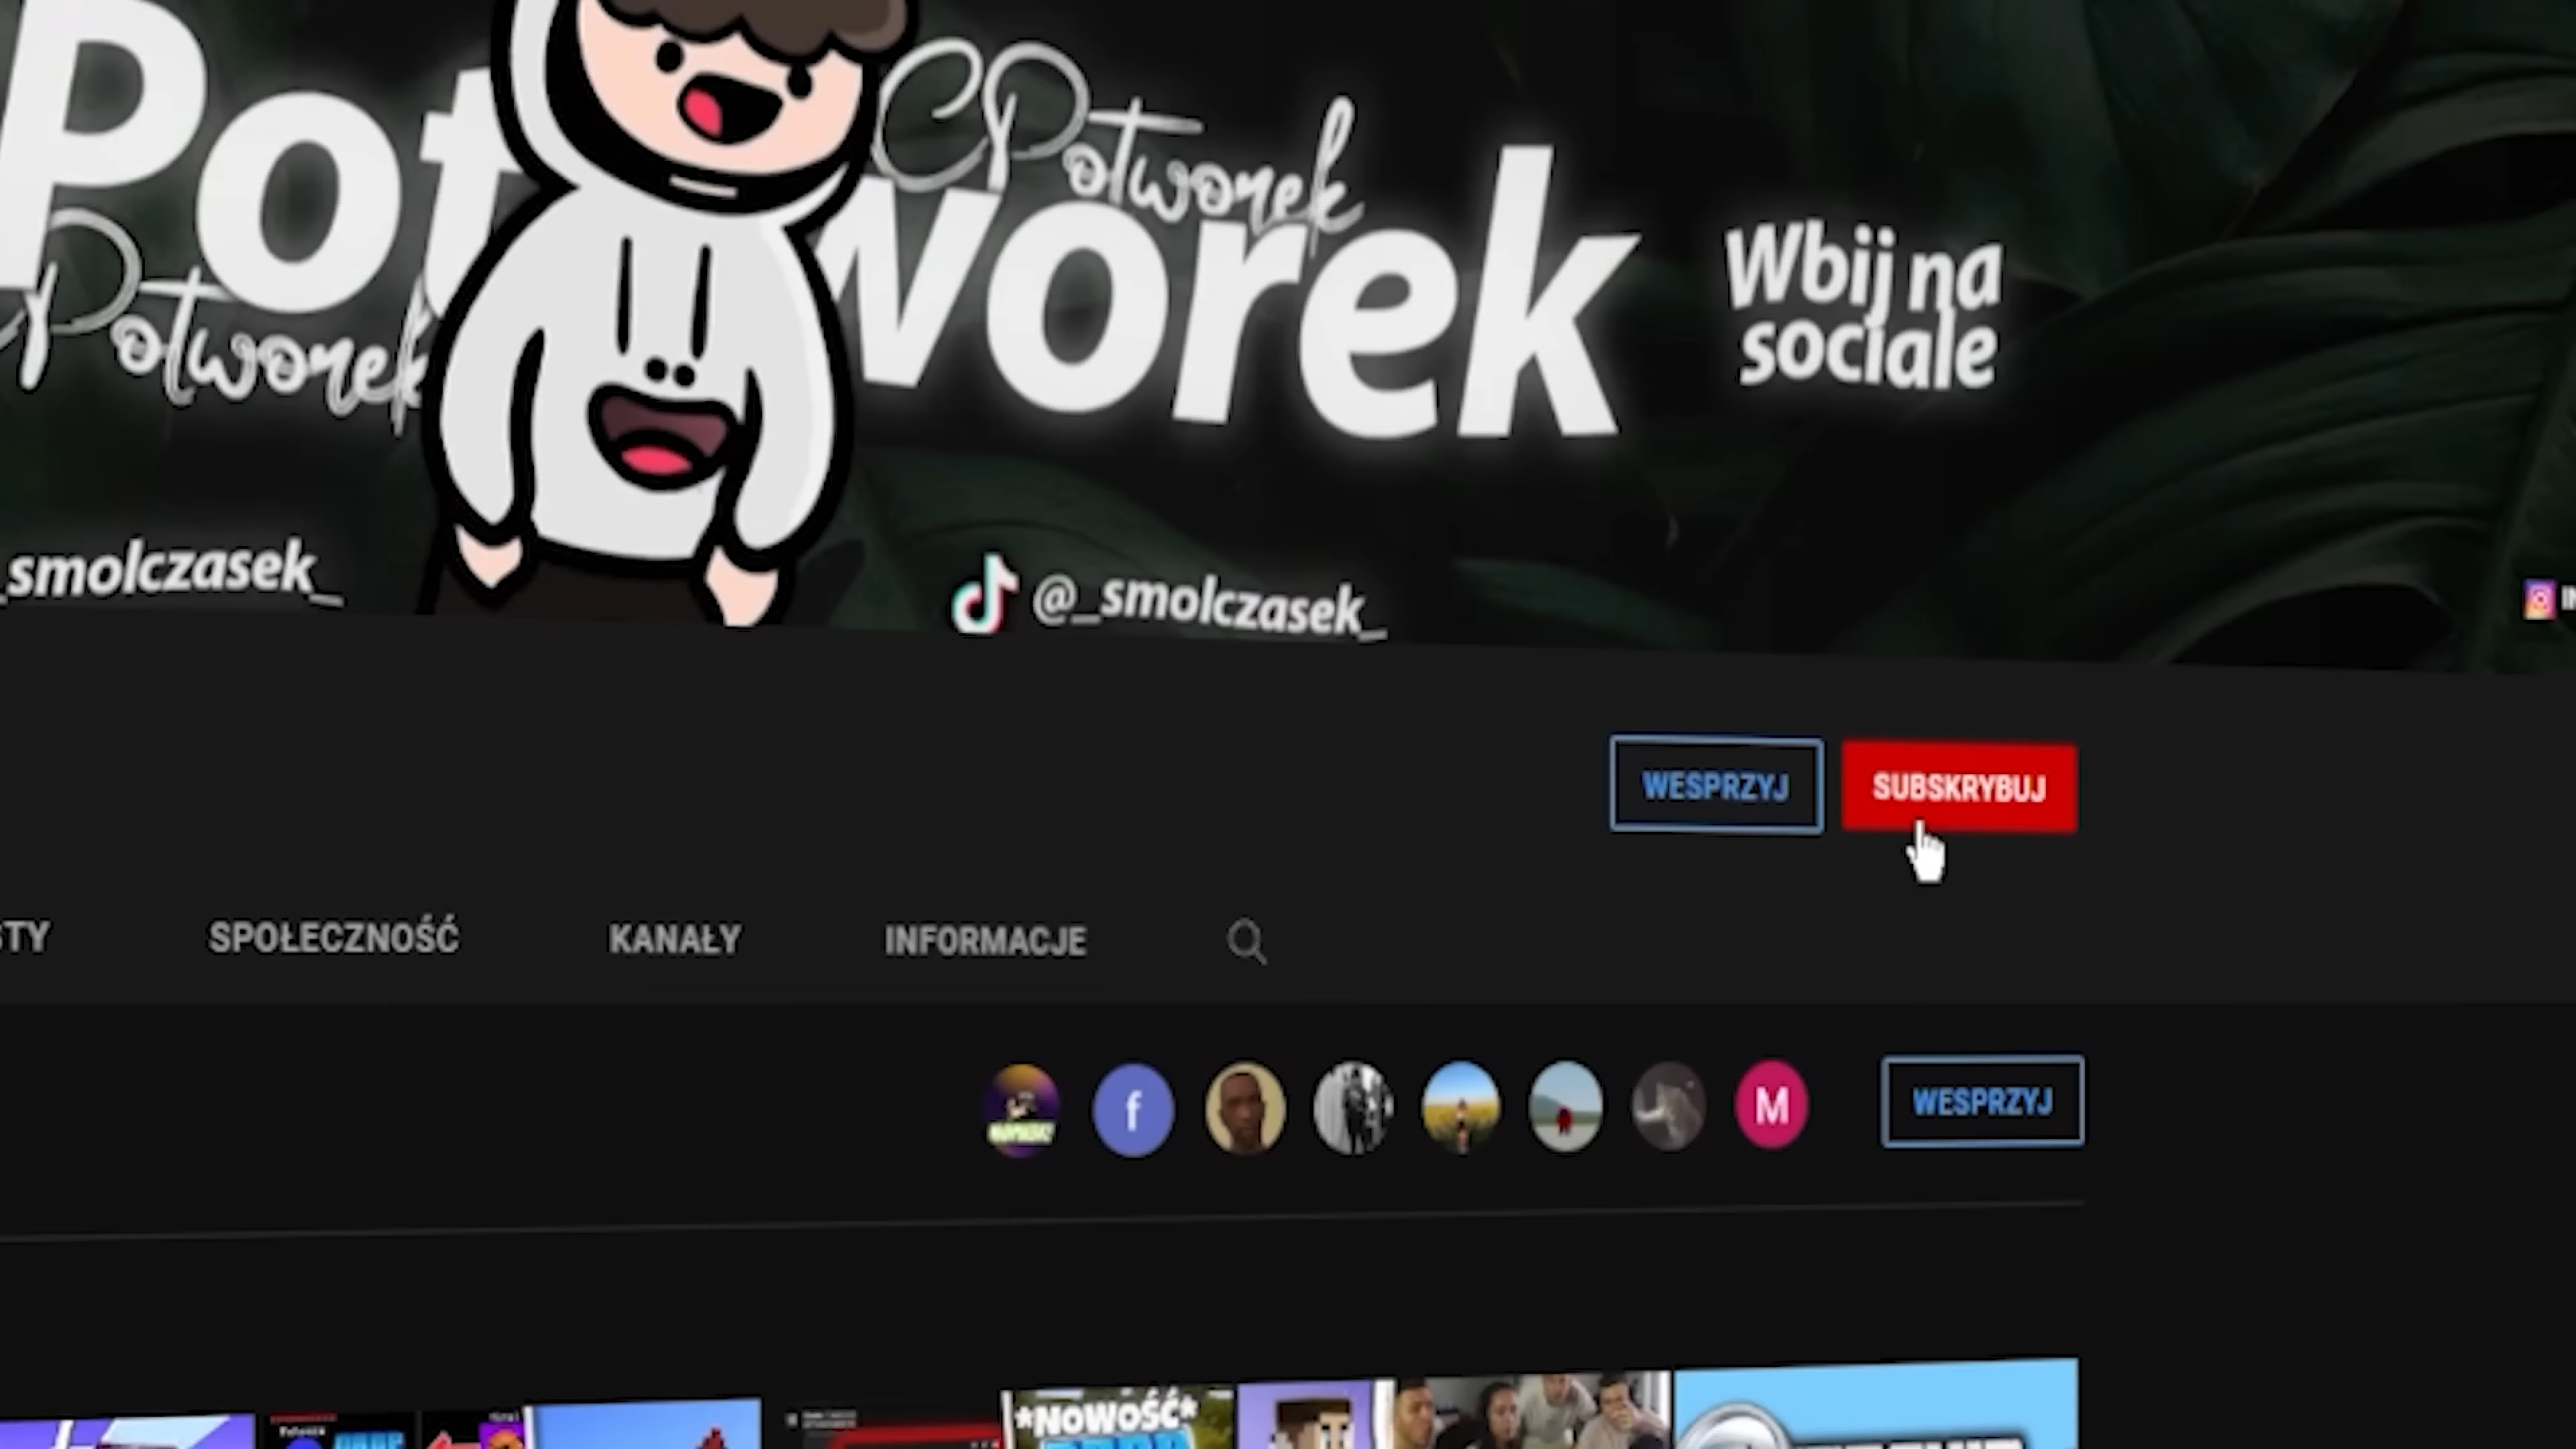 Potworek
Potworek
Potworek
Wbij na
sociale
_smolczasek_
@_smolczasek_
WESPRZYJ
SUBSKRYBUJ
STY
SPOŁECZNOŚĆ
KANAŁY
INFORMACJE
f
M
WESPRZYJ
*NOWOŚĆ*